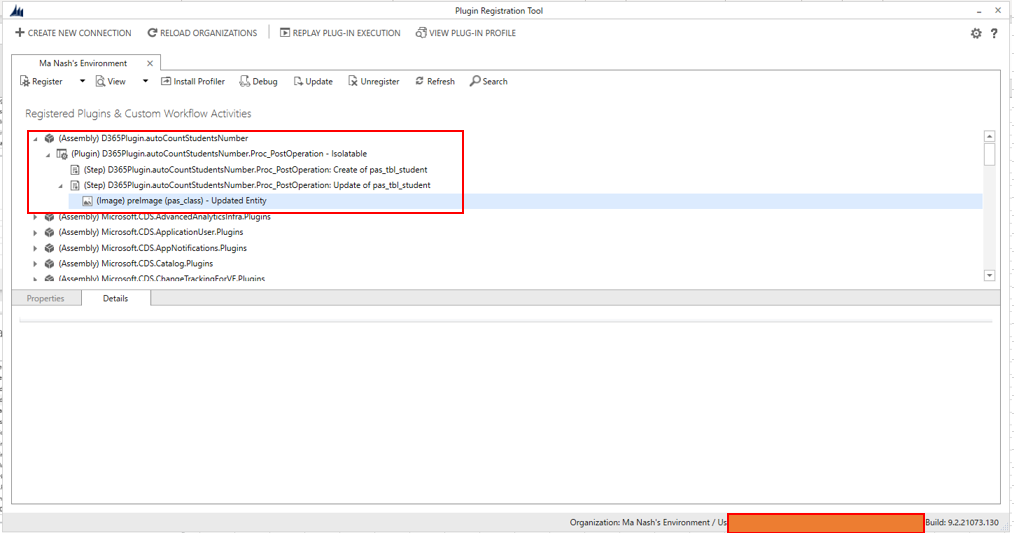 Plugin Registration Tool
CREATE NEW CONNECTION RELOAD ORGANIZATIONS REPLAY PLUG-IN EXECUTION VIEW PLUG-IN PROFILE ?
Ma Nash's Environment
Register View Install Profiler Debug Update Unregister Refresh Search
Registered Plugins & Custom Workflow Activities
(Assembly) D365Plugin.autoCountStudentsNumber
(Plugin) D365Plugin.autoCountStudentsNumber.Proc_PostOperation - Isolatable
(Step) D365Plugin.autoCountStudentsNumber.Proc_PostOperation: Create of pas_tbl_student
(Step) D365Plugin.autoCountStudentsNumber.Proc_PostOperation: Update of pas_tbl_student
(Image) preImage (pas_class) - Updated Entity
(Assembly) Microsoft.CDS.AdvancedAnalyticsInfra.Plugins
(Assembly) Microsoft.CDS.ApplicationUser.Plugins
(Assembly) Microsoft.CDS.AppNotifications.Plugins
(Assembly) Microsoft.CDS.Catalog.Plugins
(Assembly) Microsoft.CDS.ChangeTrackingForVE.Plugins
Properties Details
Organization: Ma Nash's Environment / Us Build: 9.2.21073.130